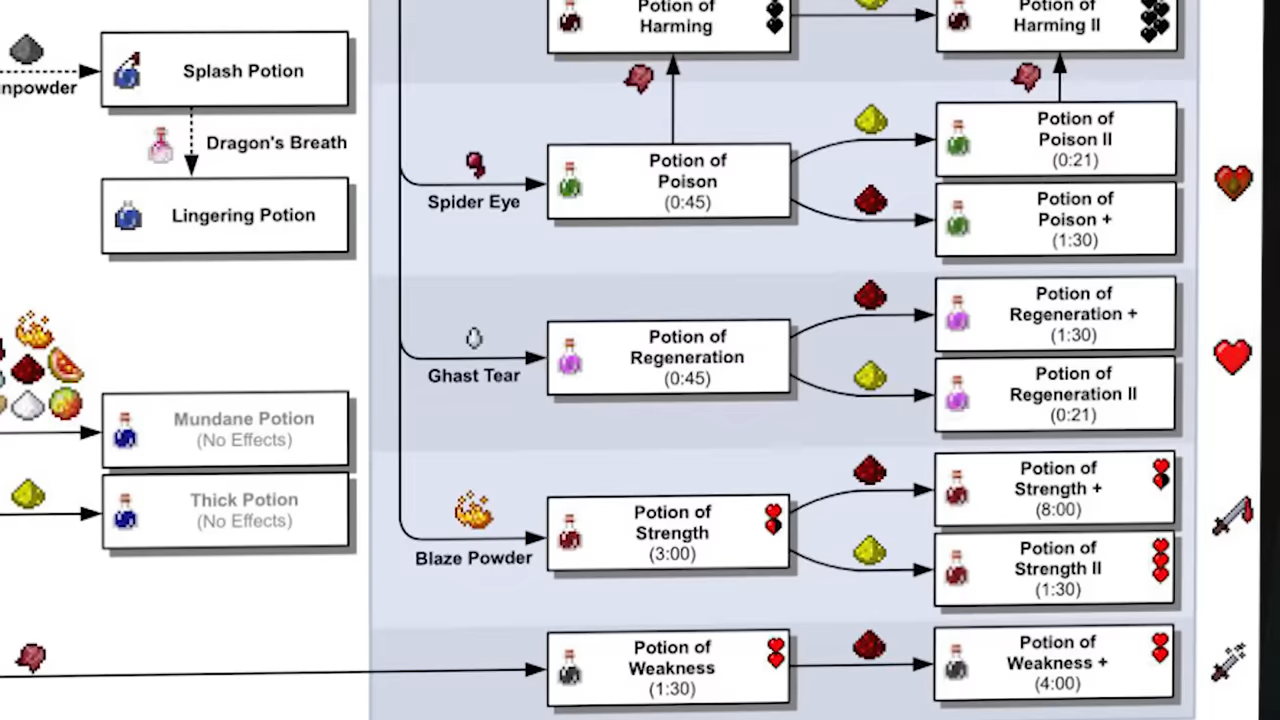 Potion of
Harming
Potion of
Harming II
Splash Potion
Dragon's Breath
Lingering Potion
Spider Eye
Potion of
Poison
(0:45)
Potion of
Poison II
(0:21)
Potion of
Poison +
(1:30)
Ghast Tear
Potion of
Regeneration
(0:45)
Potion of
Regeneration +
(1:30)
Potion of
Regeneration II
(0:21)
Mundane Potion
(No Effects)
Thick Potion
(No Effects)
Blaze Powder
Potion of
Strength
(3:00)
Potion of
Strength +
(8:00)
Potion of
Strength II
(1:30)
Potion of
Weakness
(1:30)
Potion of
Weakness +
(4:00)